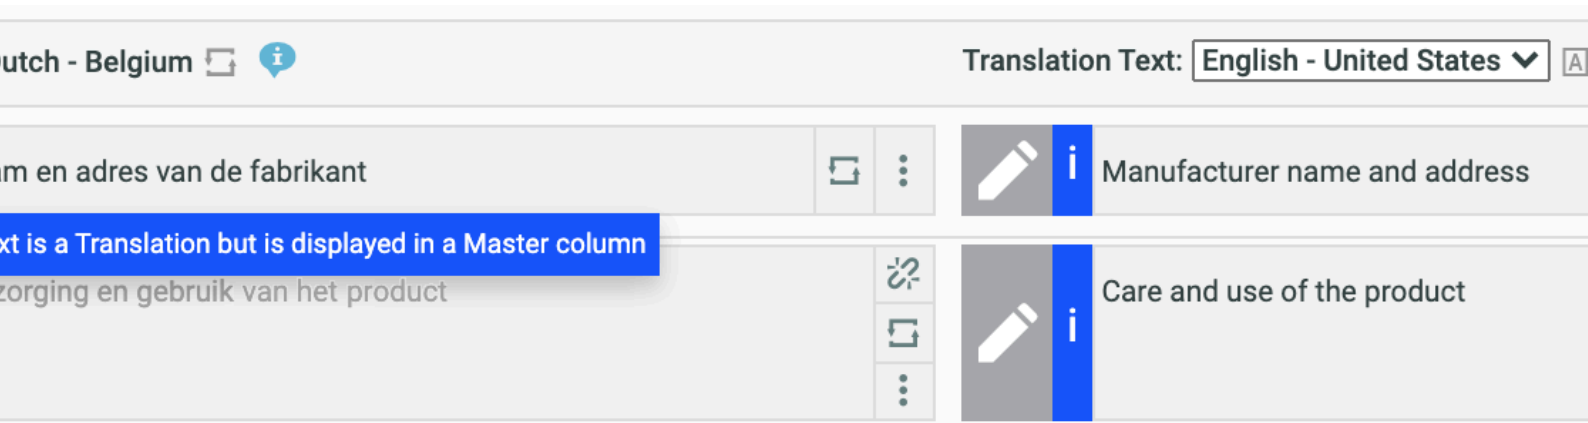 utch - Belgium
i
Translation Text: English - United States
A
am en adres van de fabrikant
i
Manufacturer name and address
xt is a Translation but is displayed in a Master column
zorging en gebruik van het product
i
Care and use of the product